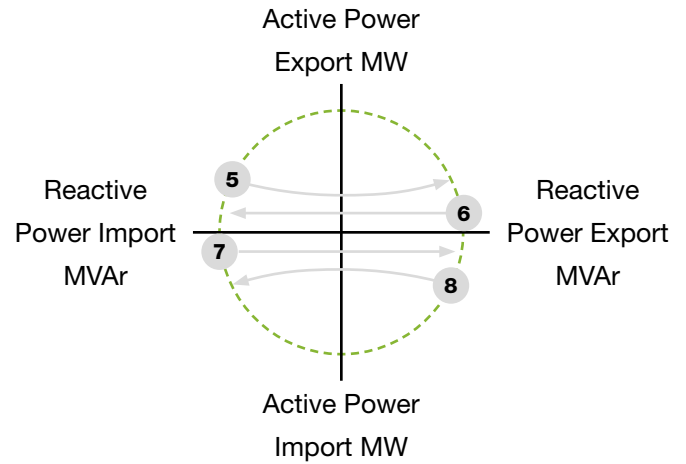 Active Power
Export MW
5
6
Reactive
Power Import
MVAr
Reactive
Power Export
MVAr
7
8
Active Power
Import MW